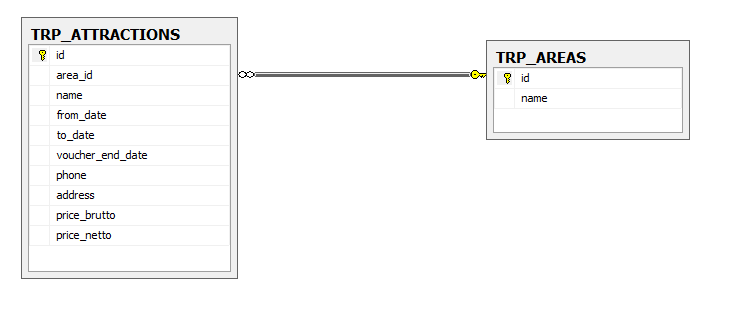 TRP_ATTRACTIONS
id
area_id
name
from_date
to_date
voucher_end_date
phone
address
price_brutto
price_netto
TRP_AREAS
id
name